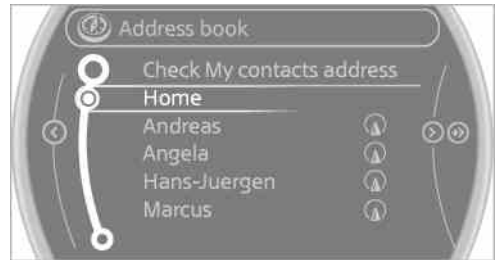 Address book
Check My contacts address
Home
Andreas
Angela
Hans-Juergen
Marcus